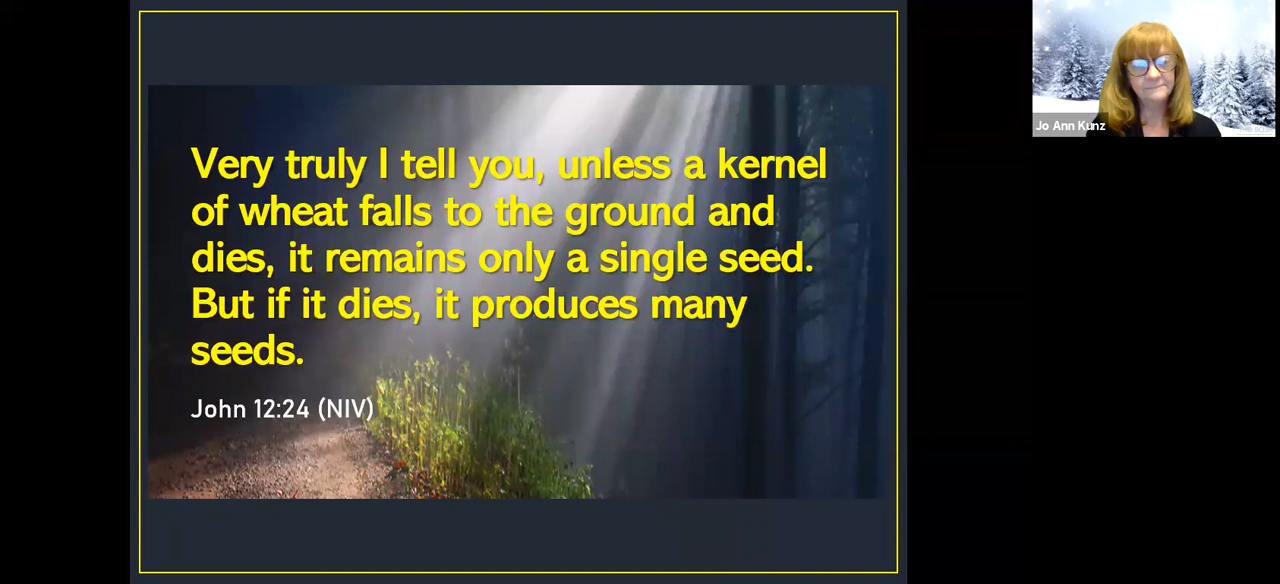 Very truly I tell you, unless a kernel
of wheat falls to the ground and
dies, it remains only a single seed.
But if it dies, it produces many
seeds.
John 12:24 (NIV)
Jo Ann Kunz